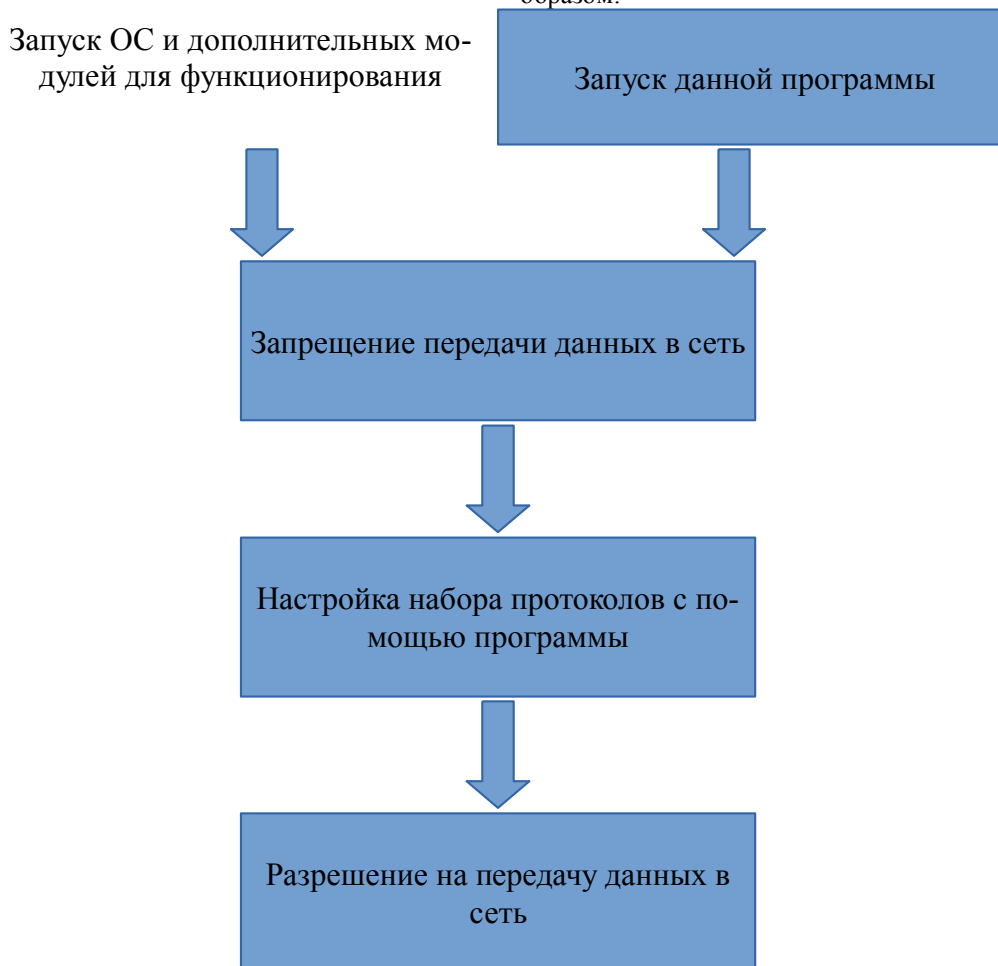 образом:
Запуск ОС и дополнительных мо-
дулей для функционирования
Запуск данной программы
Запрещение передачи данных в сеть
Настройка набора протоколов с по-
мощью программы
Разрешение на передачу данных в
сеть